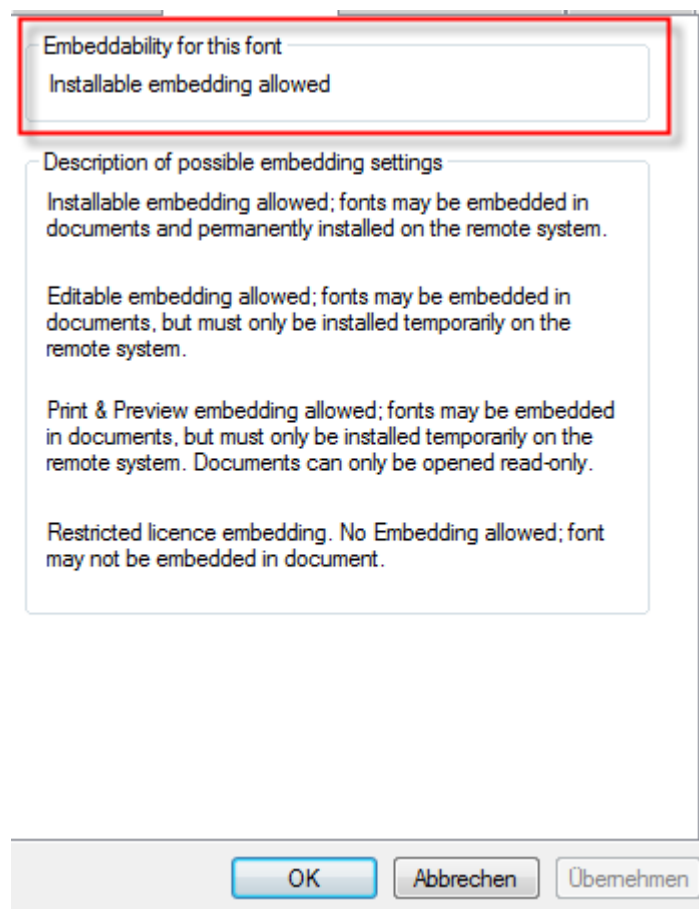 Embeddability for this font
Installable embedding allowed
Description of possible embedding settings
Installable embedding allowed; fonts may be embedded in
documents and permanently installed on the remote system.
Editable embedding allowed; fonts may be embedded in
documents, but must only be installed temporarily on the
remote system.
Print & Preview embedding allowed; fonts may be embedded
in documents, but must only be installed temporarily on the
remote system. Documents can only be opened read-only.
Restricted licence embedding. No Embedding allowed; font
may not be embedded in document.
OK Abbrechen Übernehmen